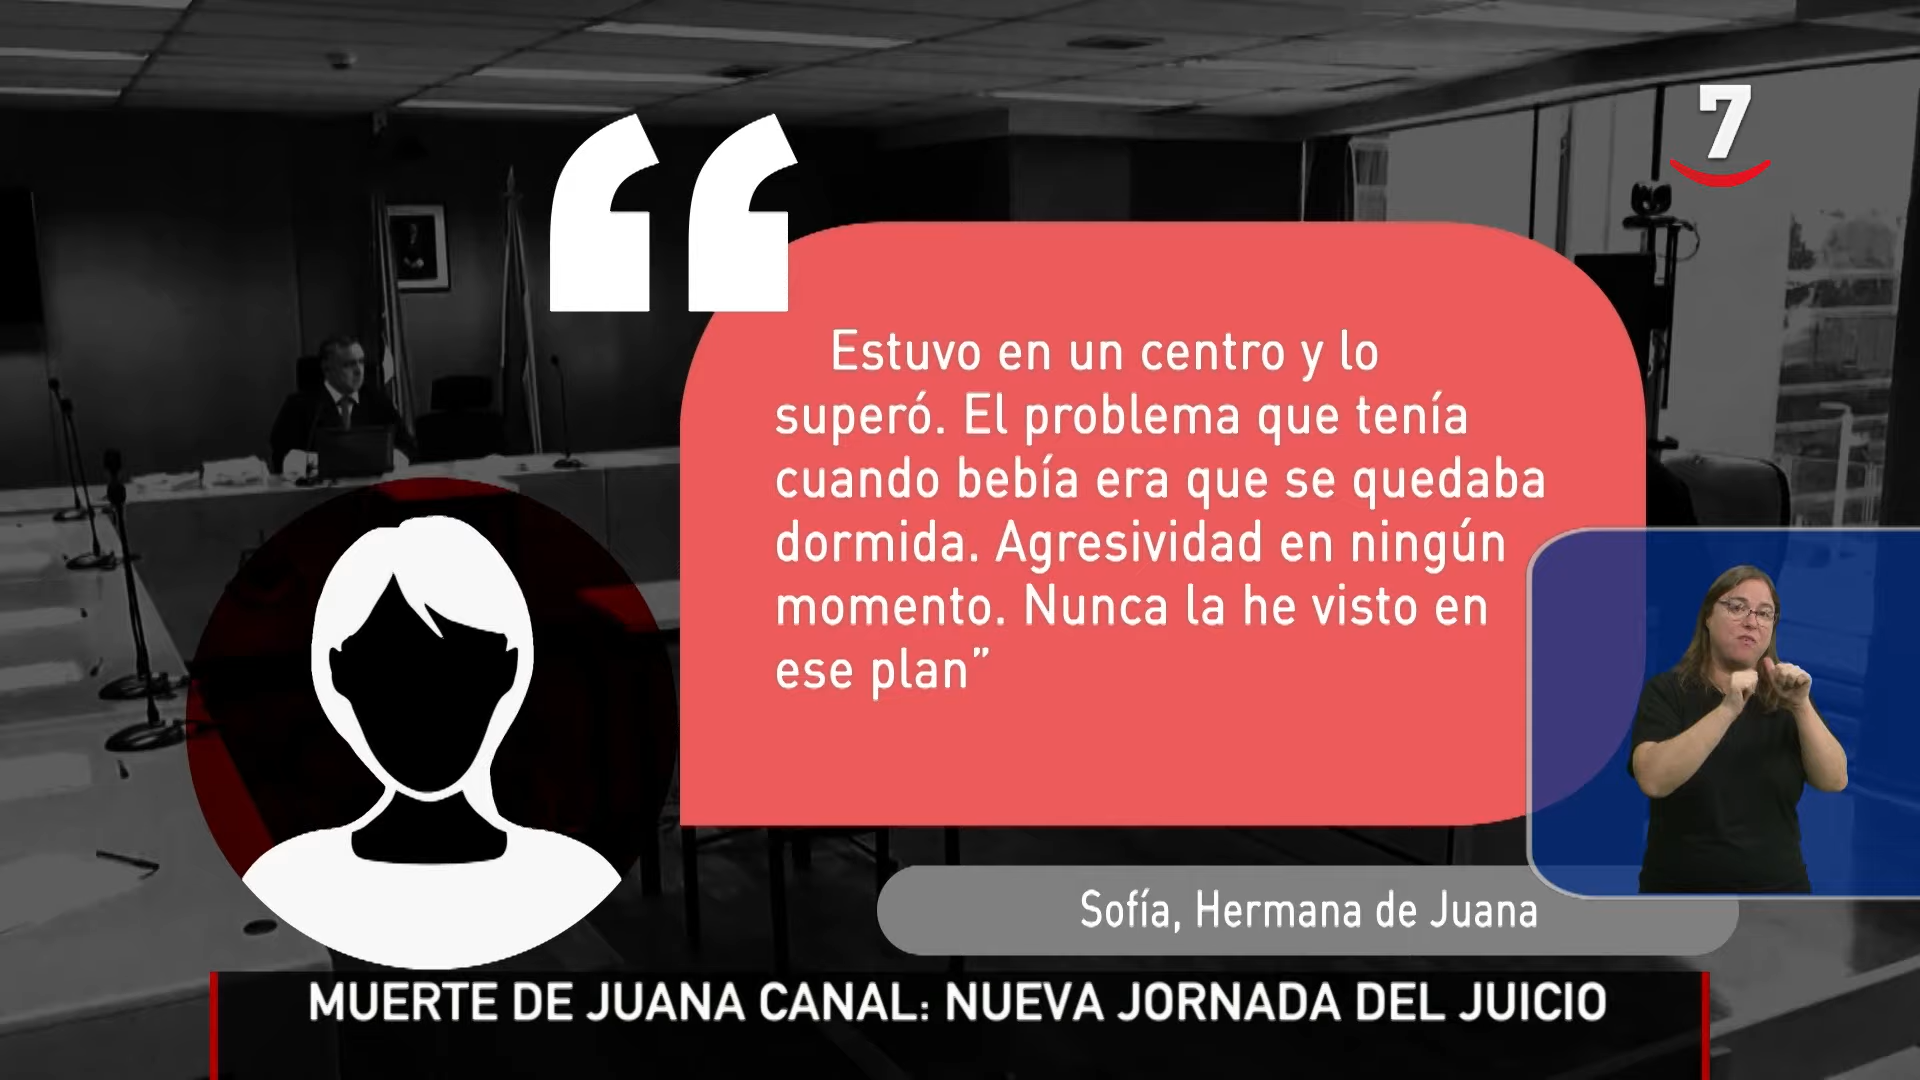 7
“
Estuvo en un centro y lo
superó. El problema que tenía
cuando bebía era que se quedaba
dormida. Agresividad en ningún
momento. Nunca la he visto en
ese plan”
Sofía, Hermana de Juana
MUERTE DE JUANA CANAL: NUEVA JORNADA DEL JUICIO